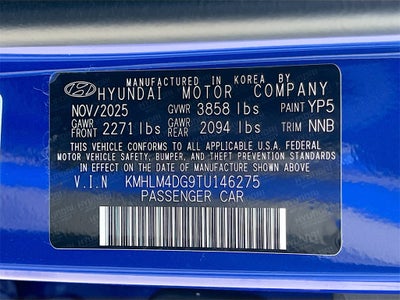 MANUFACTURED IN KOREA BY
HYUNDAI MOTOR COMPANY
NOV/2025 GVWR 3858 lbs PAINT YP5
GAWR FRONT 2271 lbs GAWR REAR 2094 lbs TRIM NNB
THIS VEHICLE CONFORMS TO ALL APPLICABLE U.S.A. FEDERAL
MOTOR VEHICLE SAFETY, BUMPER, AND THEFT PREVENTION STANDARDS
IN EFFECT ON THE DATE OF MANUFACTURE SHOWN ABOVE.
V.I.N KMHLM4DG9TU146275
PASSENGER CAR